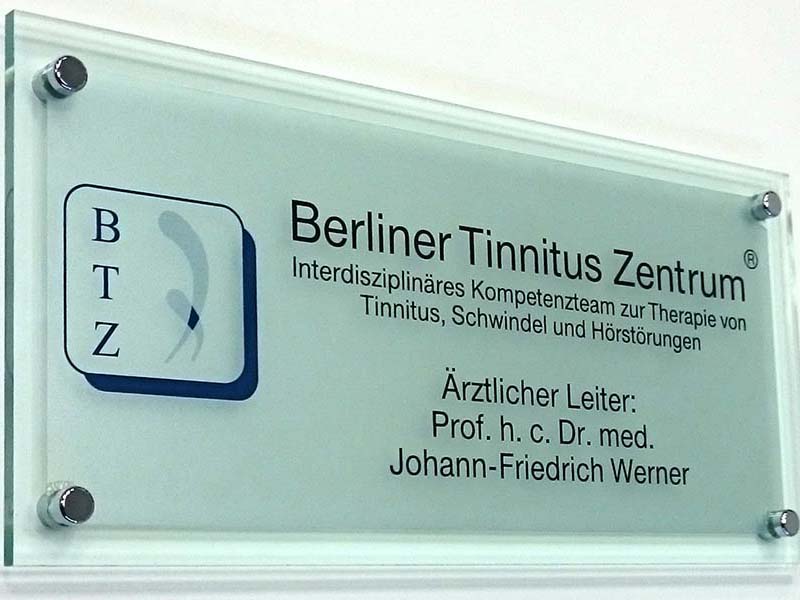 B
T
Z
Berliner Tinnitus Zentrum ®
Interdisziplinäres Kompetenzteam zur Therapie von
Tinnitus, Schwindel und Hörstörungen
Ärztlicher Leiter:
Prof. h. c. Dr. med.
Johann-Friedrich Werner